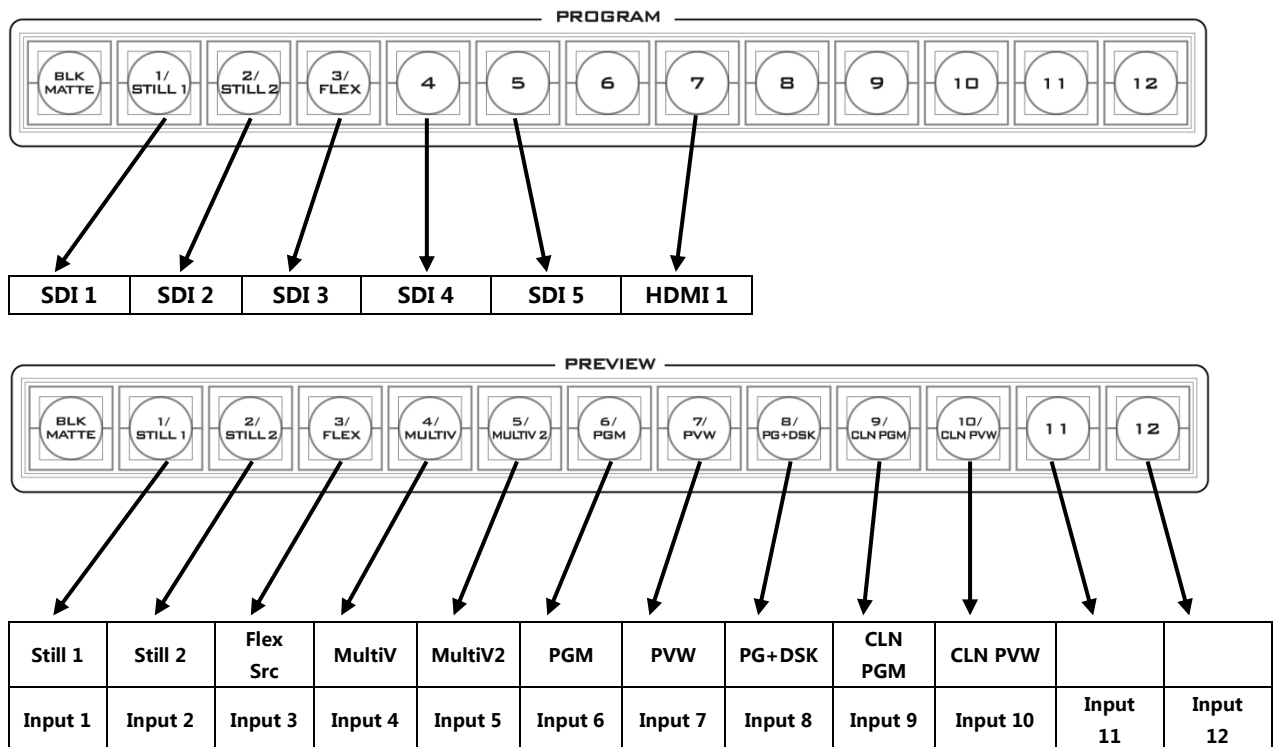 PROGRAM
BLK MATTE 1/ STILL 1 2/ STILL 2 3/ FLEX 4 5 6 7 8 9 10 11 12
SDI 1 SDI 2 SDI 3 SDI 4 SDI 5 HDMI 1
PREVIEW
BLK MATTE 1/ STILL 1 2/ STILL 2 3/ FLEX 4/ MULTIV 5/ MULTIV 2 6/ PGM 7/ PVW 8/ PG+DSK 9/ CLN PGM 10/ CLN PVW 11 12
Still 1 Still 2 Flex Src MultiV MultiV2 PGM PVW PG+DSK CLN PGM CLN PVW
Input 1 Input 2 Input 3 Input 4 Input 5 Input 6 Input 7 Input 8 Input 9 Input 10 Input 11 Input 12